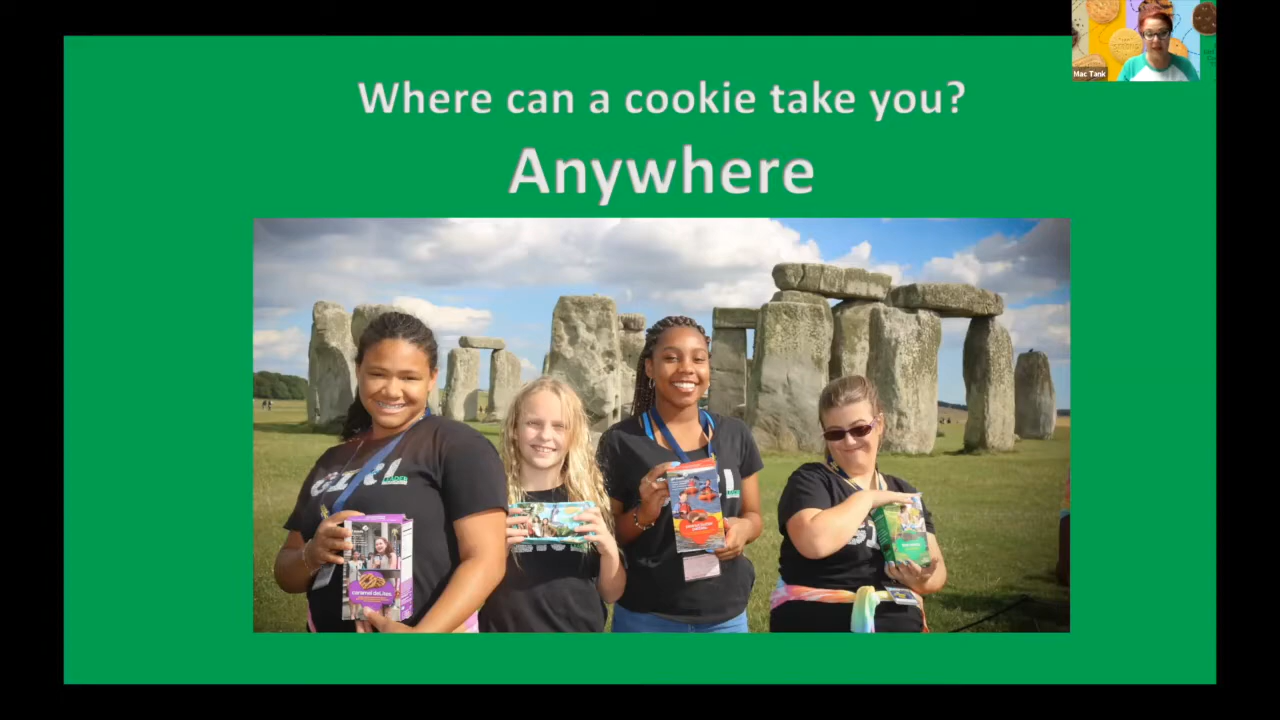 Where can a cookie take you?
Anywhere
Mac Tank
caramel deLites